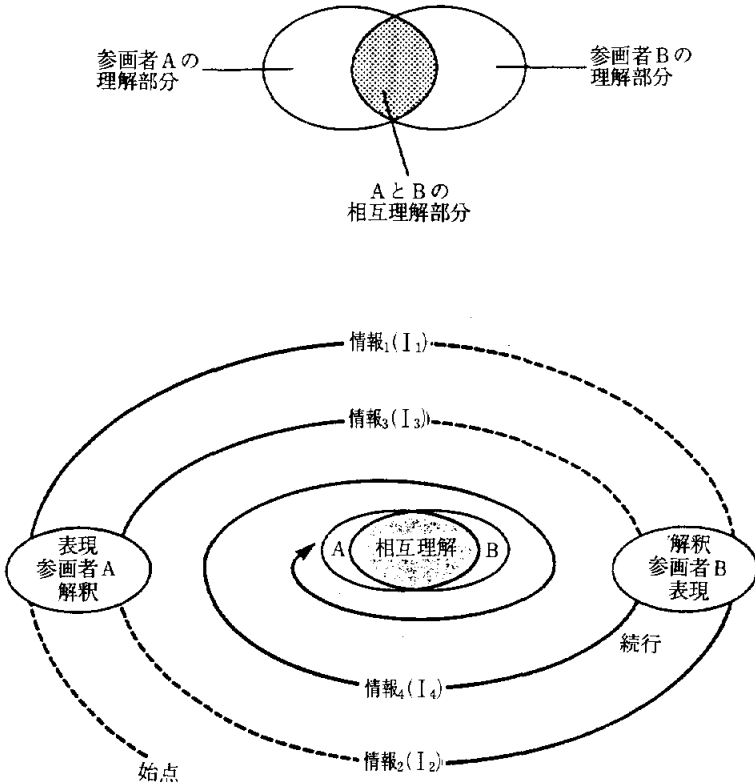 参画者Aの
理解部分
参画者Bの
理解部分
AとBの
相互理解部分
情報₁(I₁)
情報₃(I₃)
表現
参画者A
解釈
A
相互理解
B
解釈
参画者B
表現
続行
情報₄(I₄)
情報₂(I₂)
始点